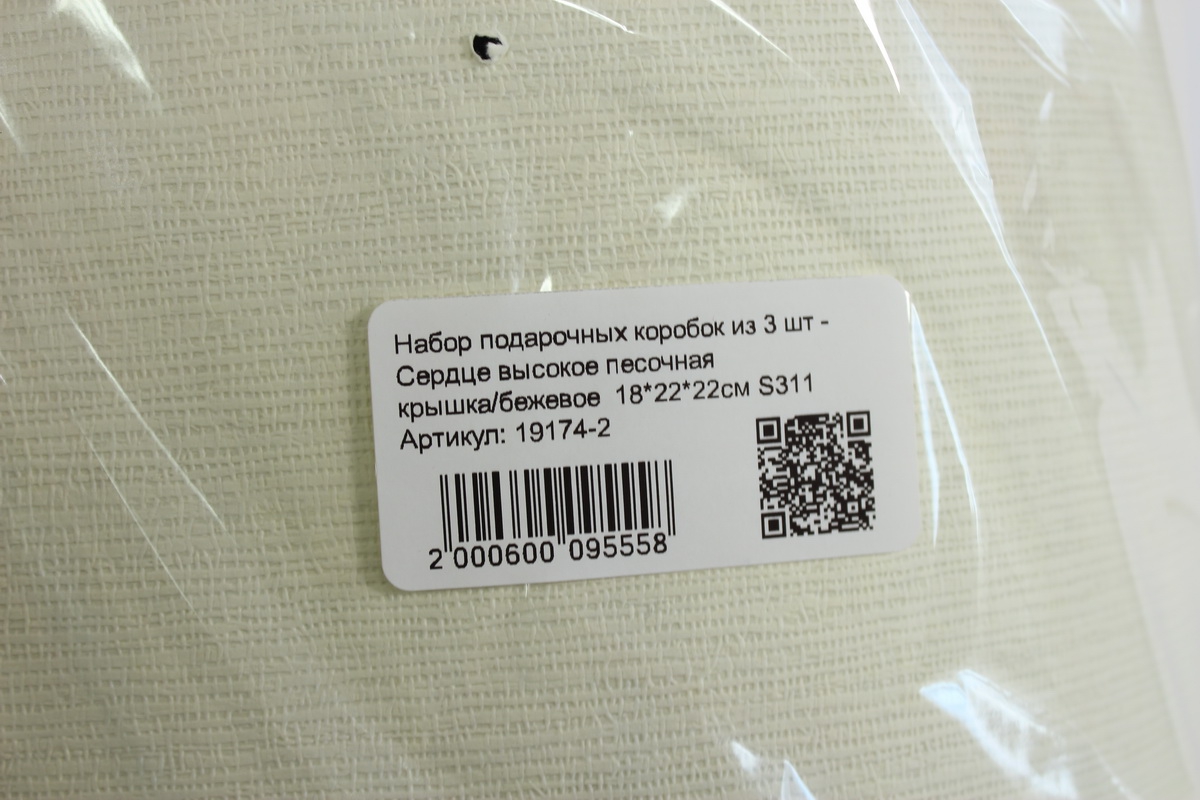 Набор подарочных коробок из 3 шт -
Сердце высокое песочная
крышка/бежевое 18*22*22см S311
Артикул: 19174-2
2 000600 095558